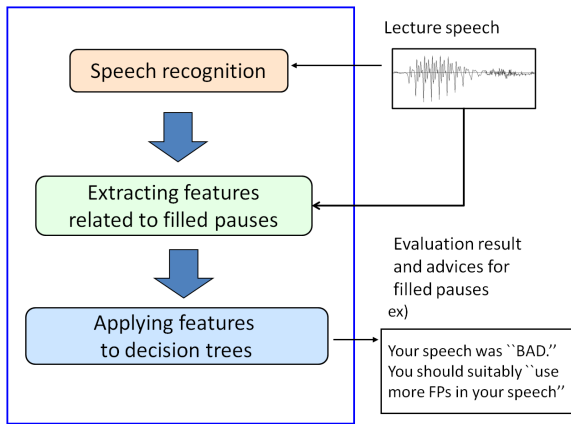 Lecture speech
Speech recognition
Extracting features
related to filled pauses
Applying features
to decision trees
Evaluation result
and advices for
filled pauses
ex)
Your speech was ``BAD.''
You should suitably ``use
more FPs in your speech''